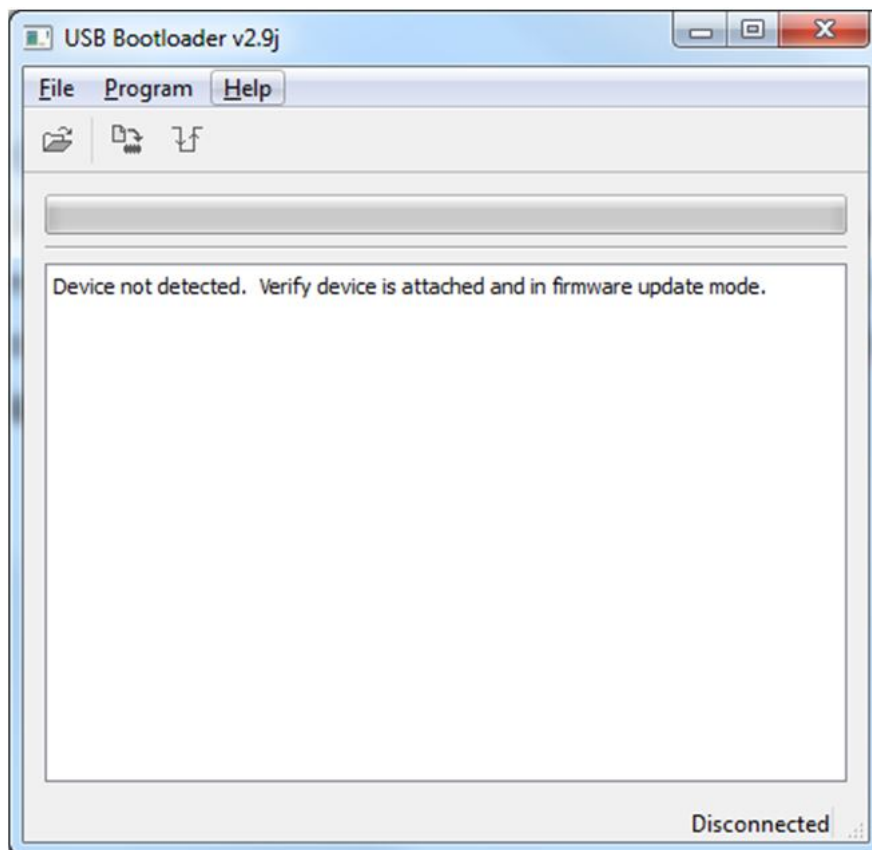 USB Bootloader v2.9j
File Program Help
Device not detected. Verify device is attached and in firmware update mode.
Disconnected